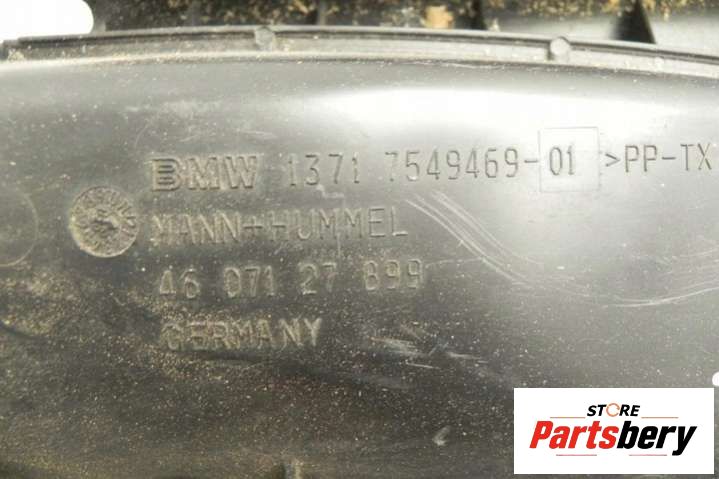 BMW 1371 7549469-01 >PP-TX
MANN+HUMMEL
46 071 27 899
GERMANY
STORE
Partsbery